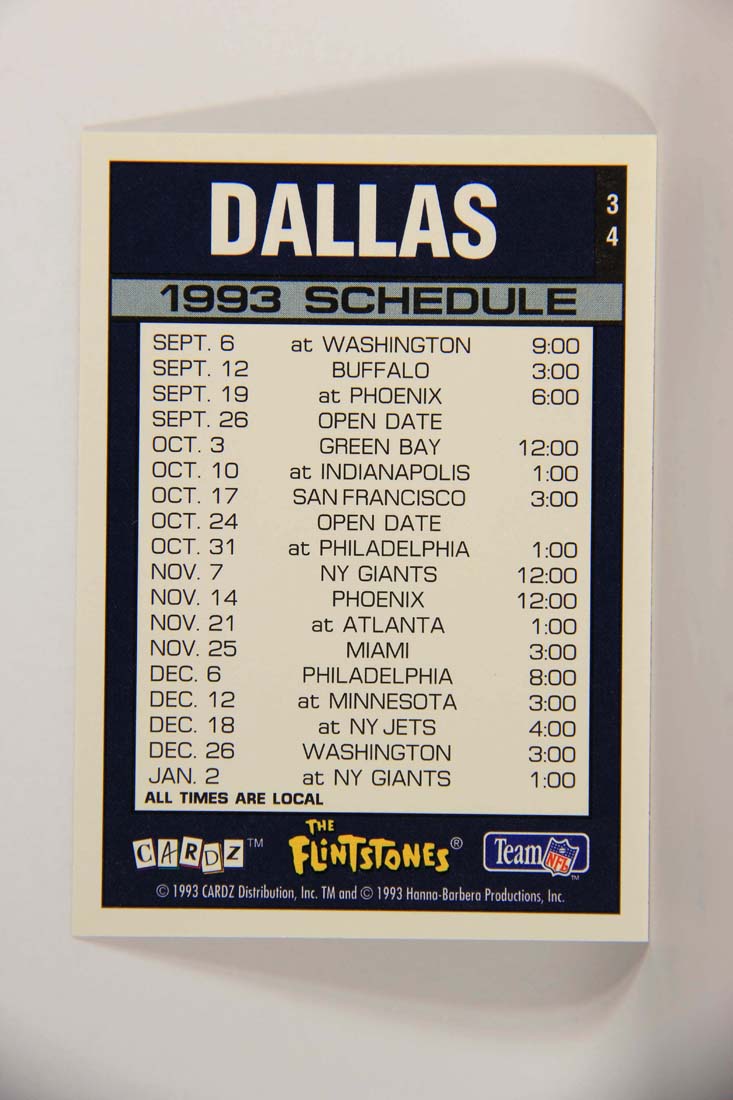 DALLAS
3
4
1993 SCHEDULE
SEPT. 6 at WASHINGTON 9:00
SEPT. 12 BUFFALO 3:00
SEPT. 19 at PHOENIX 6:00
SEPT. 26 OPEN DATE
OCT. 3 GREEN BAY 12:00
OCT. 10 at INDIANAPOLIS 1:00
OCT. 17 SAN FRANCISCO 3:00
OCT. 24 OPEN DATE
OCT. 31 at PHILADELPHIA 1:00
NOV. 7 NY GIANTS 12:00
NOV. 14 PHOENIX 12:00
NOV. 21 at ATLANTA 1:00
NOV. 25 MIAMI 3:00
DEC. 6 PHILADELPHIA 8:00
DEC. 12 at MINNESOTA 3:00
DEC. 18 at NY JETS 4:00
DEC. 26 WASHINGTON 3:00
JAN. 2 at NY GIANTS 1:00
ALL TIMES ARE LOCAL
CARDZ™
THE
FLINTSTONES®
Team NFL™
© 1993 CARDZ Distribution, Inc. TM and © 1993 Hanna-Barbera Productions, Inc.